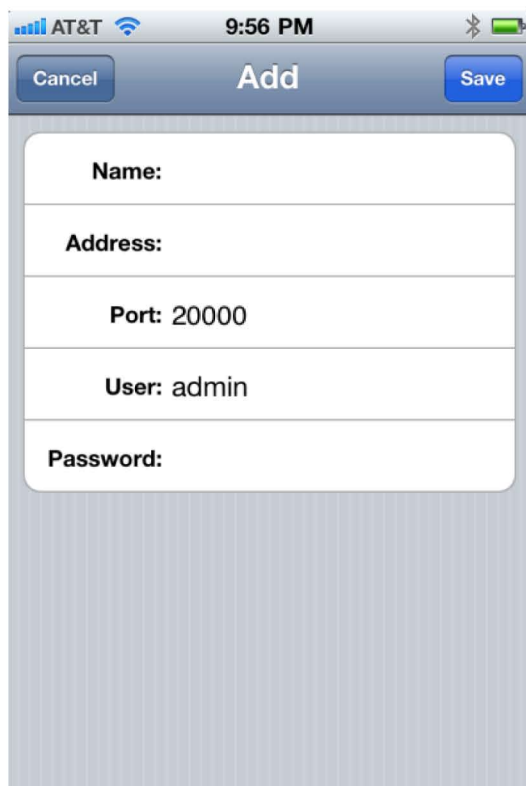 AT&T 9:56 PM
Cancel Add Save
Name:
Address:
Port: 20000
User: admin
Password: